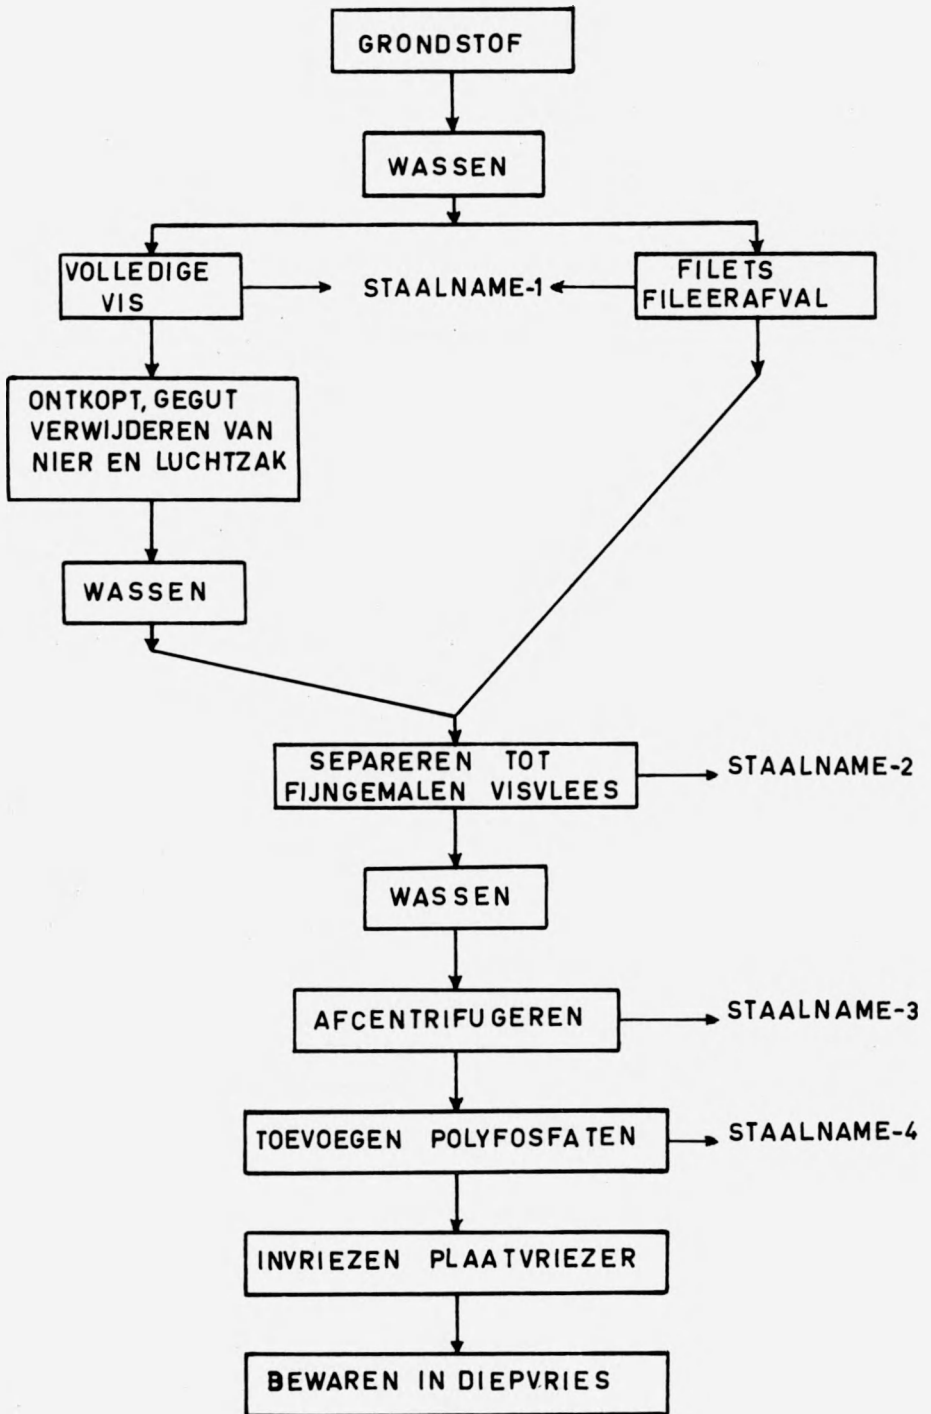 GRONDSTOF
WASSEN
VOLLEDIGE
VIS
STAALNAME-1
FILETS
FILEERAFVAL
ONTKOPT, GEGUT
VERWIJDEREN VAN
NIER EN LUCHTZAK
WASSEN
SEPAREREN TOT
FIJNGEMALEN VISVLEES
STAALNAME-2
WASSEN
AFCENTRIFUGEREN
STAALNAME-3
TOEVOEGEN POLYFOSFATEN
STAALNAME-4
INVRIEZEN PLAATVRIEZER
BEWAREN IN DIEPVRIES